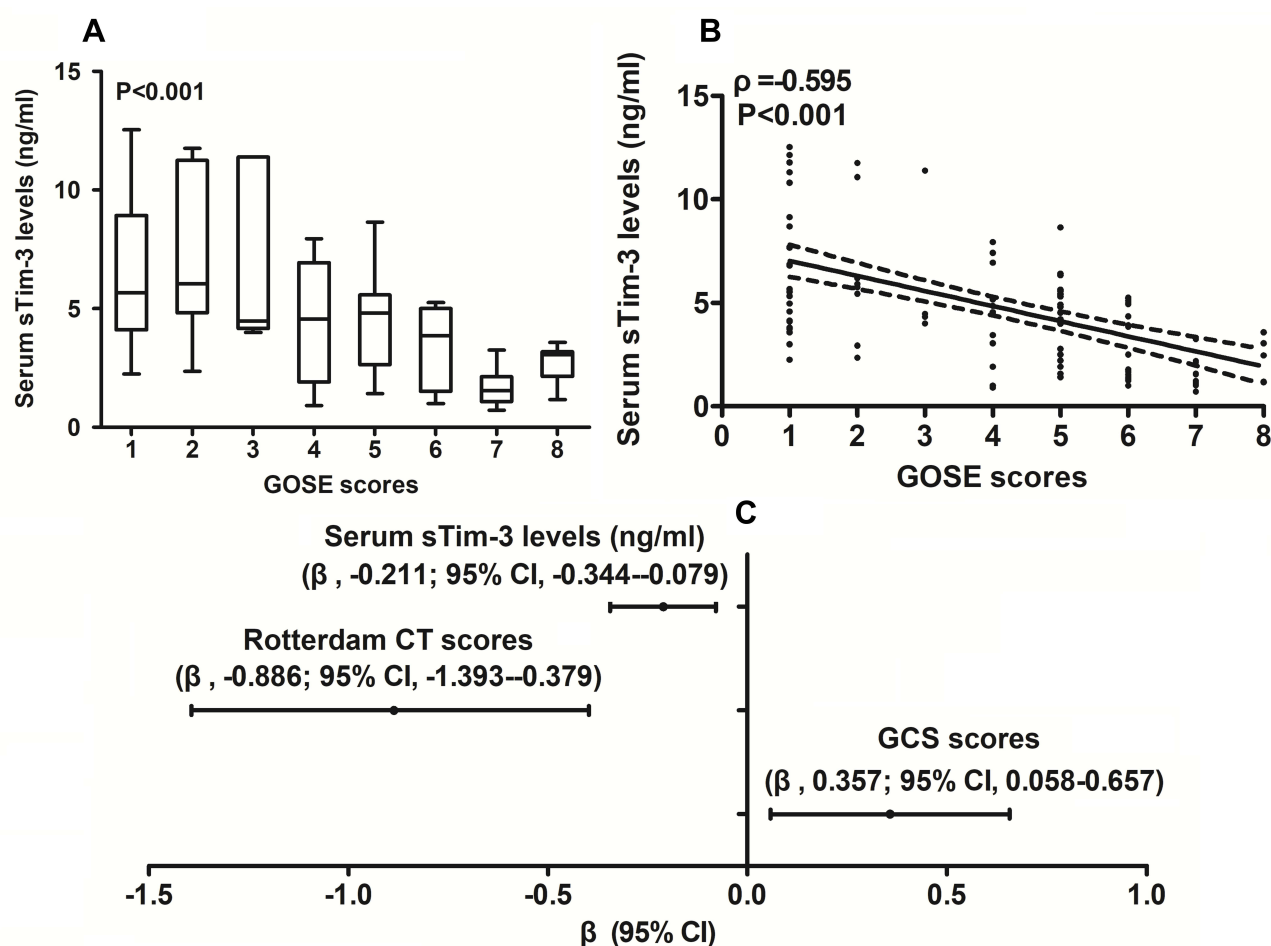 A
P<0.001
15
10
5
0
Serum sTim-3 levels (ng/ml)
1 2 3 4 5 6 7 8
GOSE scores
B
ρ =-0.595
P<0.001
15
10
5
0
Serum sTim-3 levels (ng/ml)
0 1 2 3 4 5 6 7 8
GOSE scores
C
Serum sTim-3 levels (ng/ml)
(β , -0.211; 95% CI, -0.344--0.079)
Rotterdam CT scores
(β , -0.886; 95% CI, -1.393--0.379)
GCS scores
(β , 0.357; 95% CI, 0.058-0.657)
-1.5 -1.0 -0.5 0.0 0.5 1.0
β (95% CI)